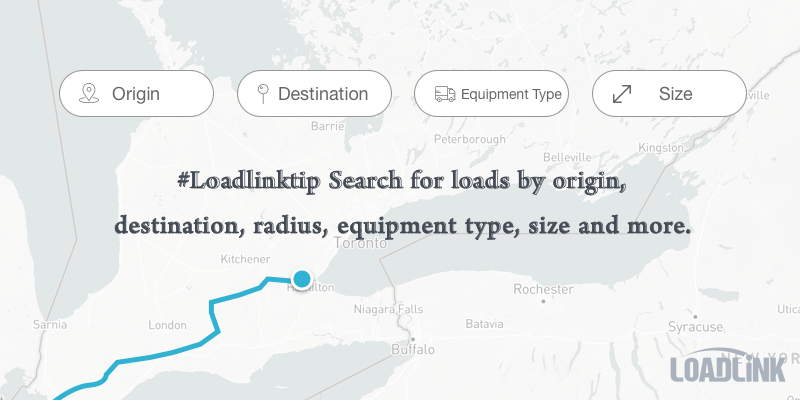 Origin
Destination
Equipment Type
Size
ville
Barrie
Peterborough
Belleville
Kingston
#Loadlinktip Search for loads by origin,
destination, radius, equipment type, size and more.
Toronto
Kitchener
Hamilton
Rochester
Niagara Falls
Sarnia
London
Batavia
Syracuse
Utica
Buffalo
NEW YORK
LOADLINK